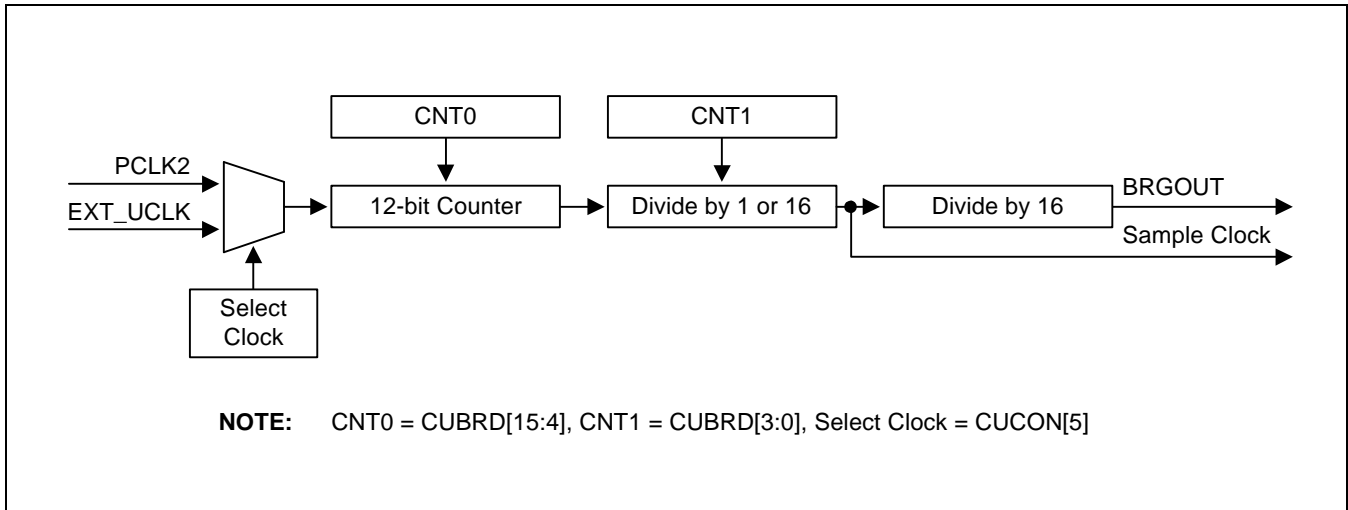 CNT0
CNT1
PCLK2
EXT_UCLK
12-bit Counter
Divide by 1 or 16
Divide by 16
BRGOUT
Sample Clock
Select
Clock
NOTE: CNT0 = CUBRD[15:4], CNT1 = CUBRD[3:0], Select Clock = CUCON[5]